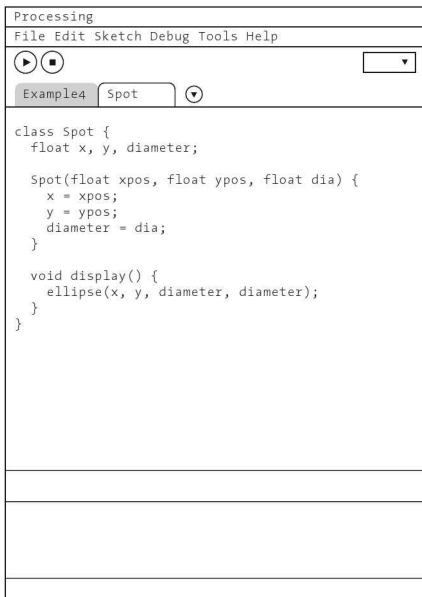 Processing
File Edit Sketch Debug Tools Help
Example4 Spot
class Spot {
  float x, y, diameter;
  Spot(float xpos, float ypos, float dia) {
    x = xpos;
    y = ypos;
    diameter = dia;
  }
  void display() {
    ellipse(x, y, diameter, diameter);
  }
}